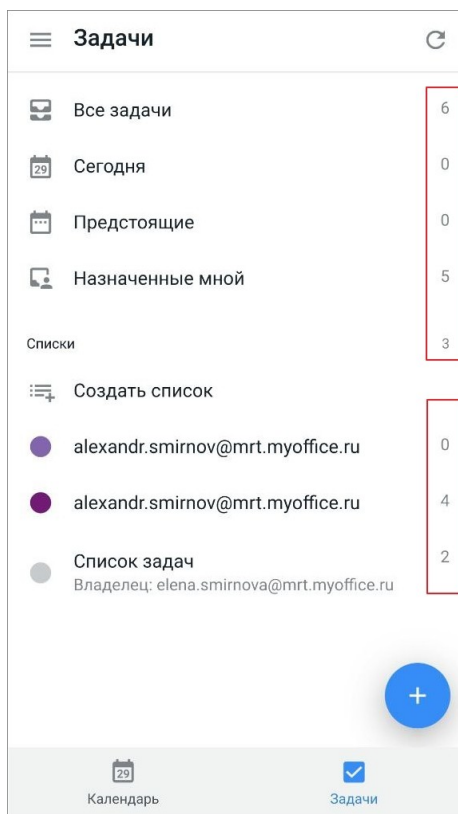 Задачи
Все задачи 6
29 Сегодня 0
Предстоящие 0
Назначенные мной 5
Списки 3
Создать список
alexandr.smirnov@mrt.myoffice.ru 0
alexandr.smirnov@mrt.myoffice.ru 4
Список задач 2
Владелец: elena.smirnova@mrt.myoffice.ru
29
Календарь Задачи